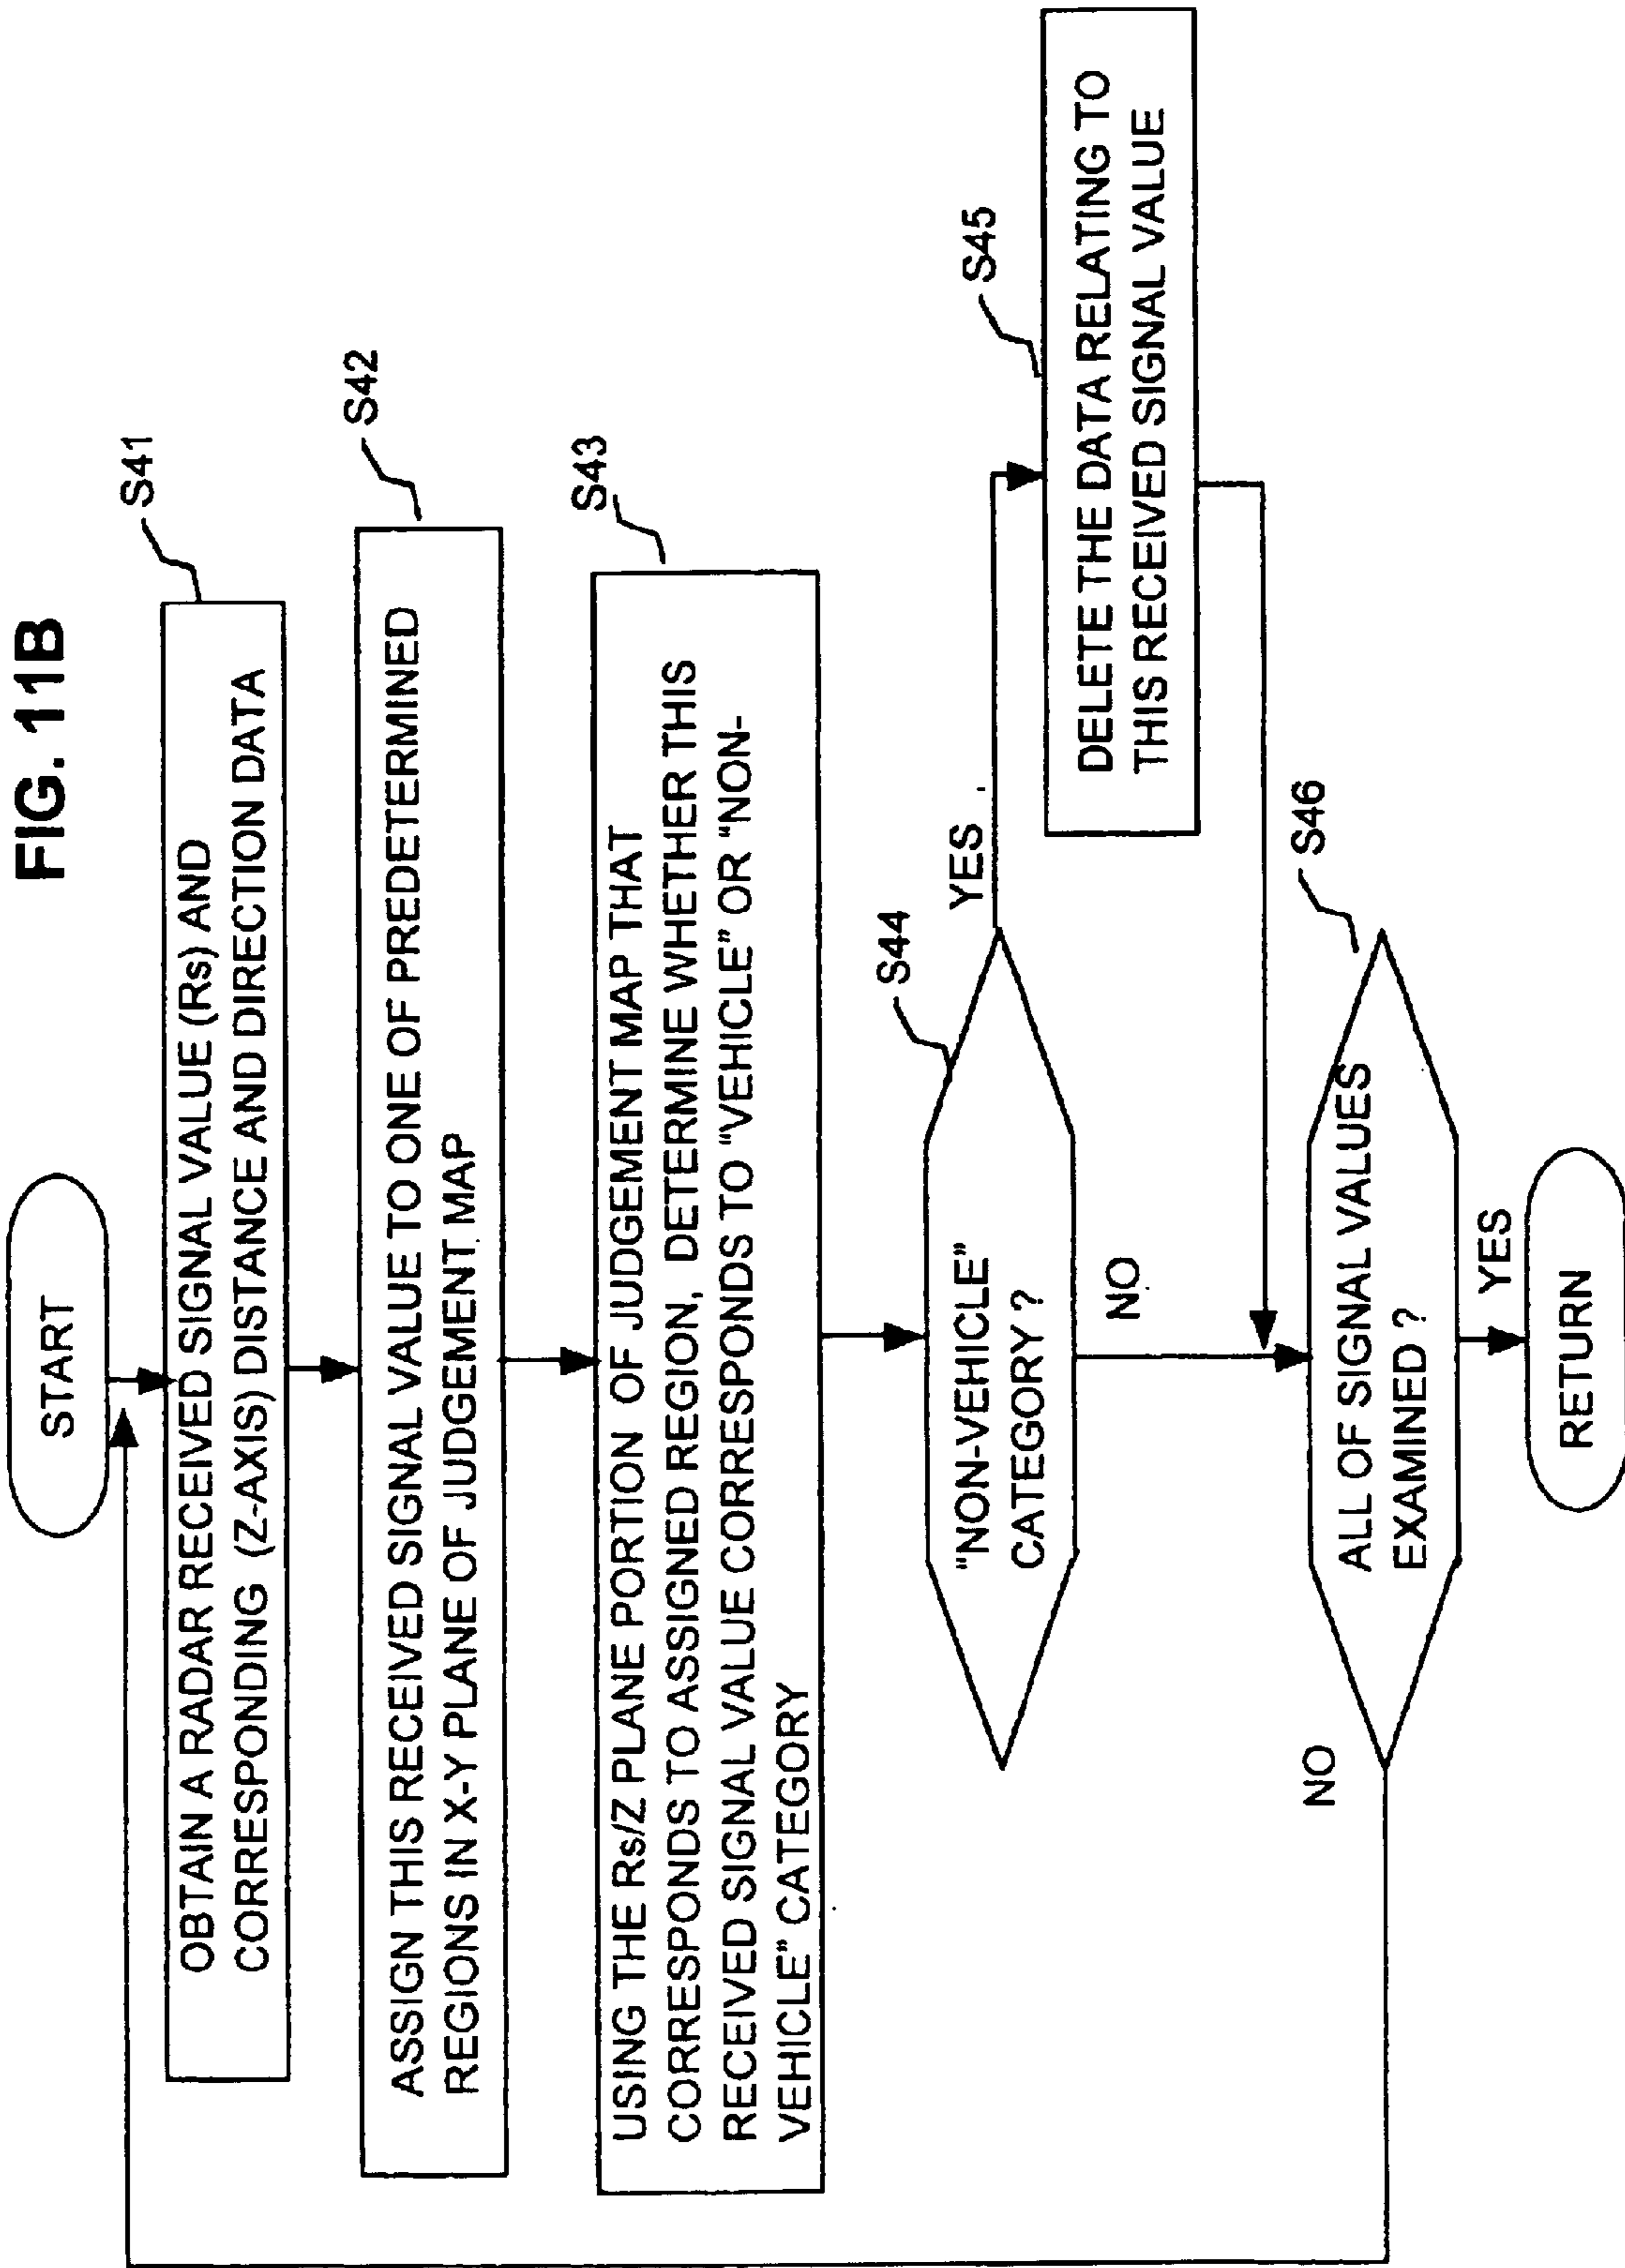 FIG. 11B
START
S41
OBTAIN A RADAR RECEIVED SIGNAL VALUE (Rs) AND
CORRESPONDING (Z-AXIS) DISTANCE AND DIRECTION DATA
S42
ASSIGN THIS RECEIVED SIGNAL VALUE TO ONE OF PREDETERMINED
REGIONS IN X-Y PLANE OF JUDGEMENT MAP
S43
USING THE Rs/Z PLANE PORTION OF JUDGEMENT MAP THAT
CORRESPONDS TO ASSIGNED REGION, DETERMINE WHETHER THIS
RECEIVED SIGNAL VALUE CORRESPONDS TO "VEHICLE" OR "NON-
VEHICLE" CATEGORY
S44
"NON-VEHICLE"
CATEGORY ?
YES
NO
S45
DELETE THE DATA RELATING TO
THIS RECEIVED SIGNAL VALUE
S46
ALL OF SIGNAL VALUES
EXAMINED ?
NO
YES
RETURN